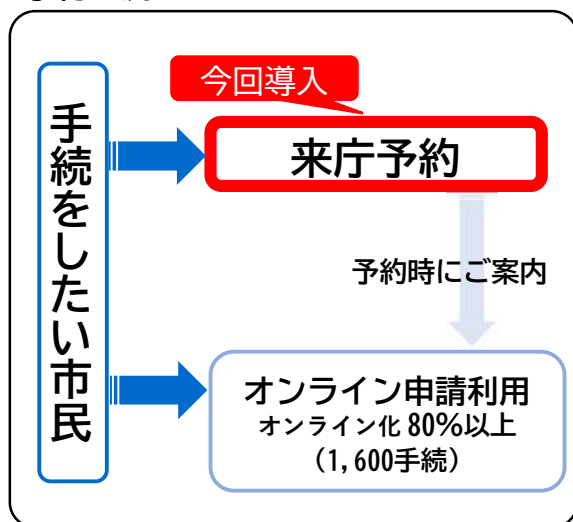 今回導入
手続をしたい市民
来庁予約
予約時にご案内
オンライン申請利用
オンライン化 80%以上
(1,600手続)